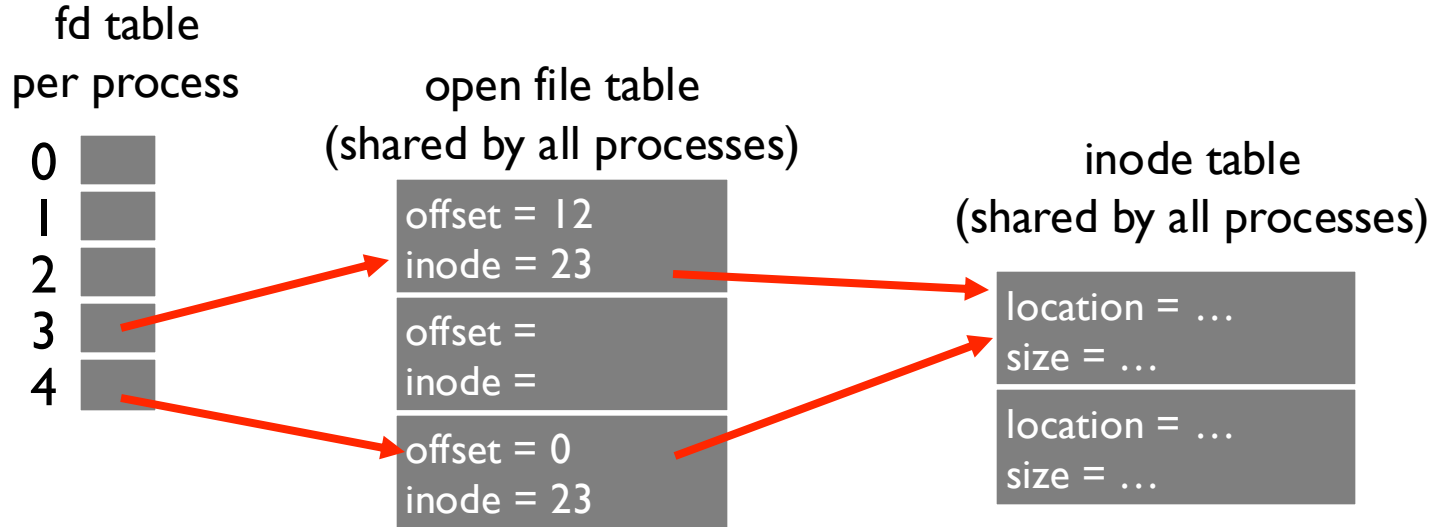 fd table
per process
0
1
2
3
4
open file table
(shared by all processes)
offset = 12
inode = 23
offset =
inode =
offset = 0
inode = 23
inode table
(shared by all processes)
location = …
size = …
location = …
size = …